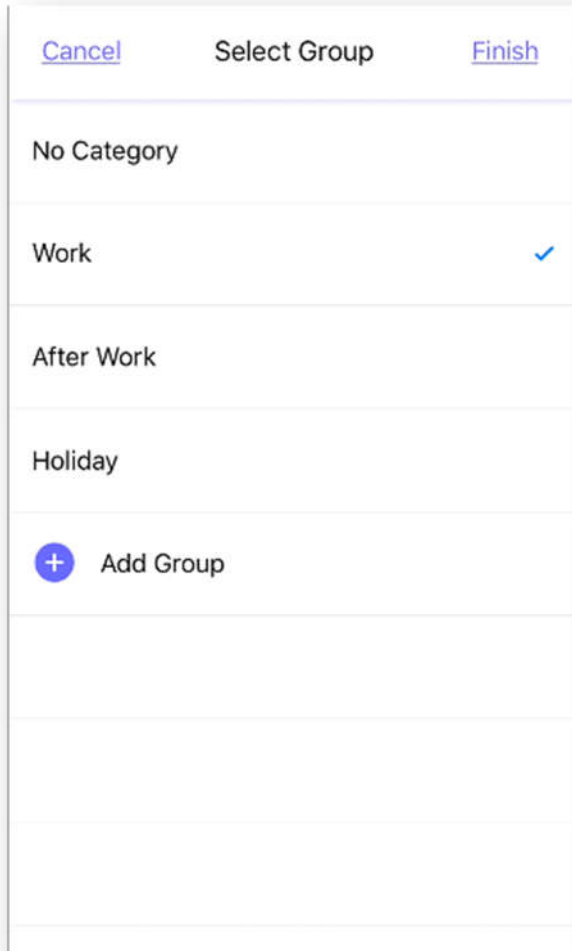 Cancel Select Group Finish
No Category
Work
After Work
Holiday
Add Group